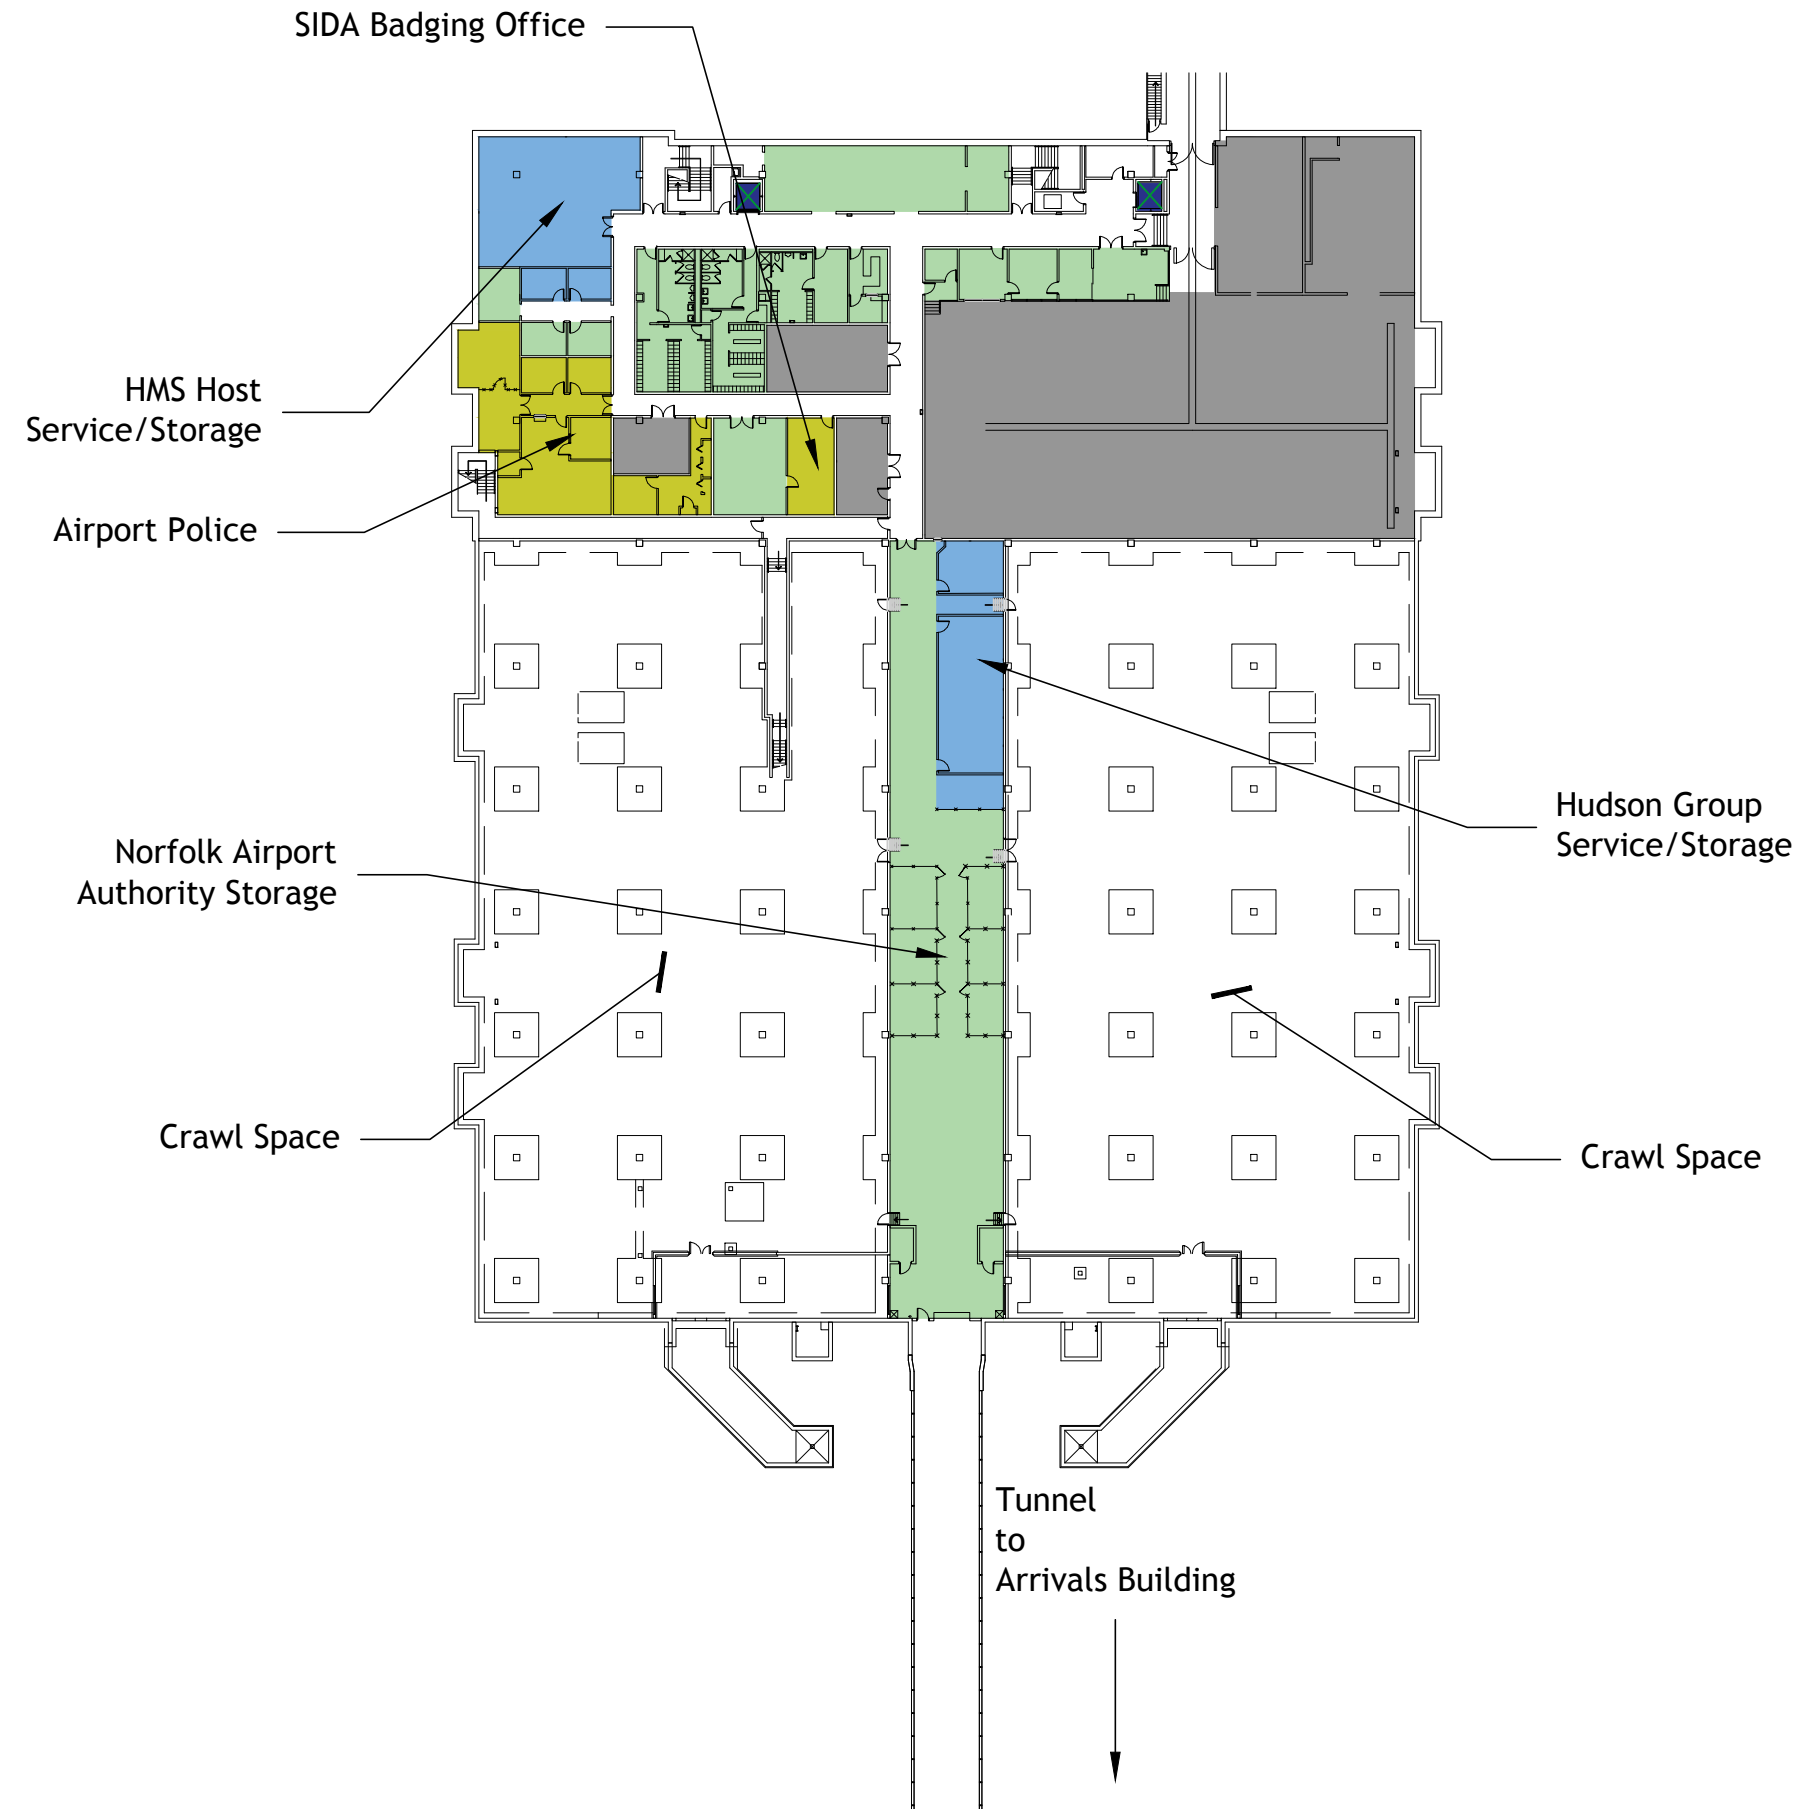 SIDA Badging Office
HMS Host
Service/Storage
Airport Police
Hudson Group
Service/Storage
Norfolk Airport
Authority Storage
Crawl Space
Crawl Space
Tunnel
to
Arrivals Building